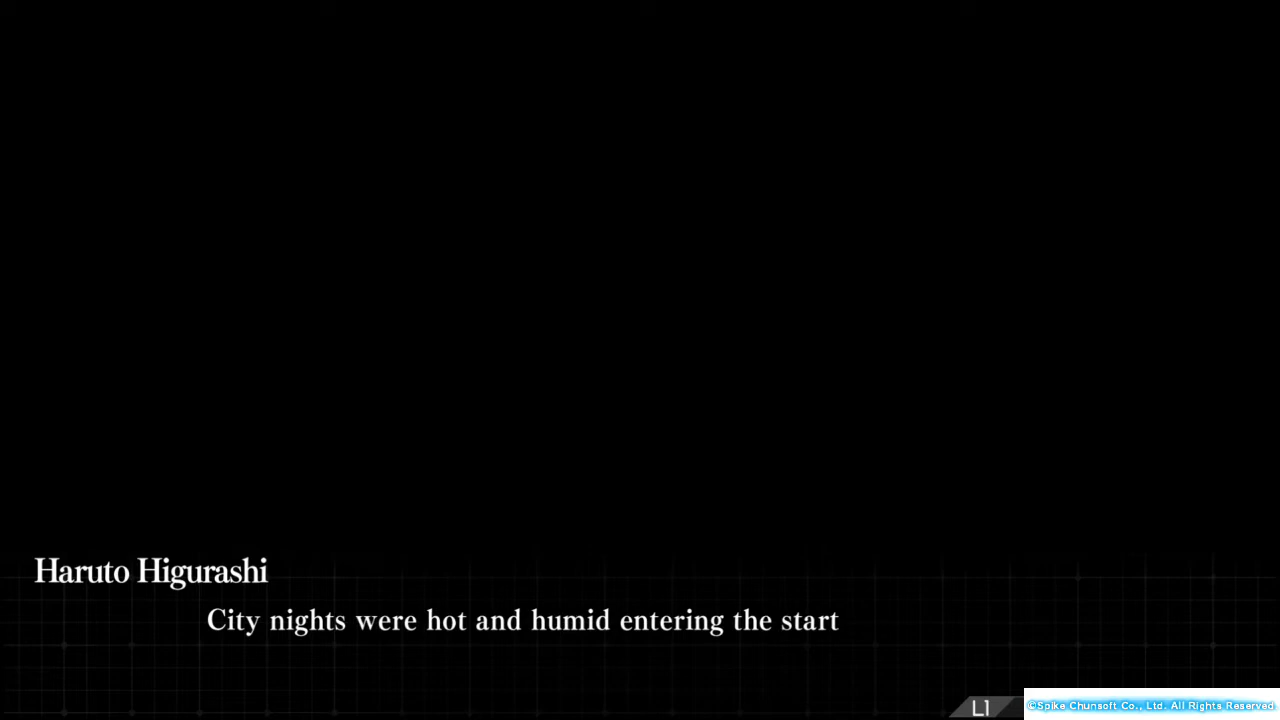 Haruto Higurashi
City nights were hot and humid entering the start
L1
©Spike Chunsoft Co., Ltd. All Rights Reserved